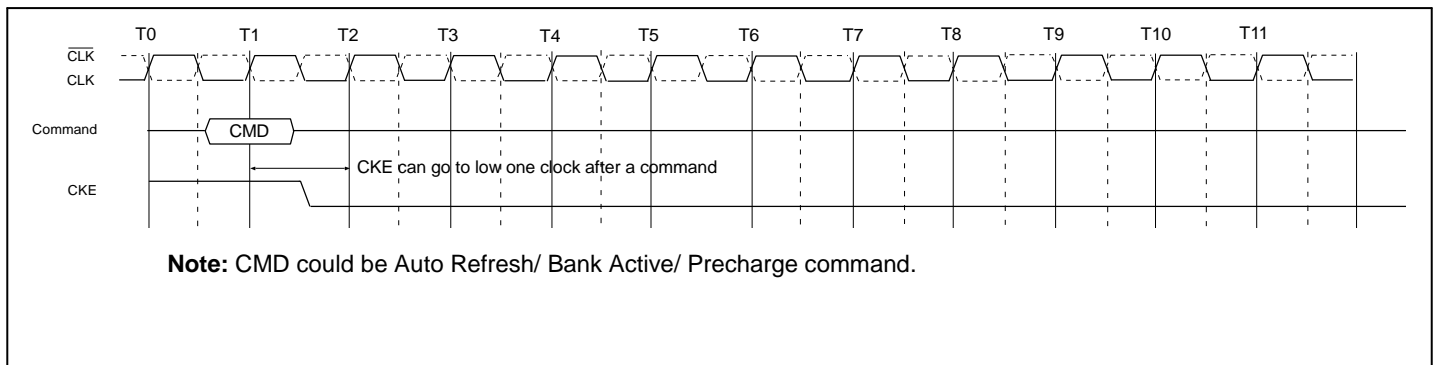 T0 T1 T2 T3 T4 T5 T6 T7 T8 T9 T10 T11
CLK
CLK
Command CMD
CKE can go to low one clock after a command
CKE
Note: CMD could be Auto Refresh/ Bank Active/ Precharge command.